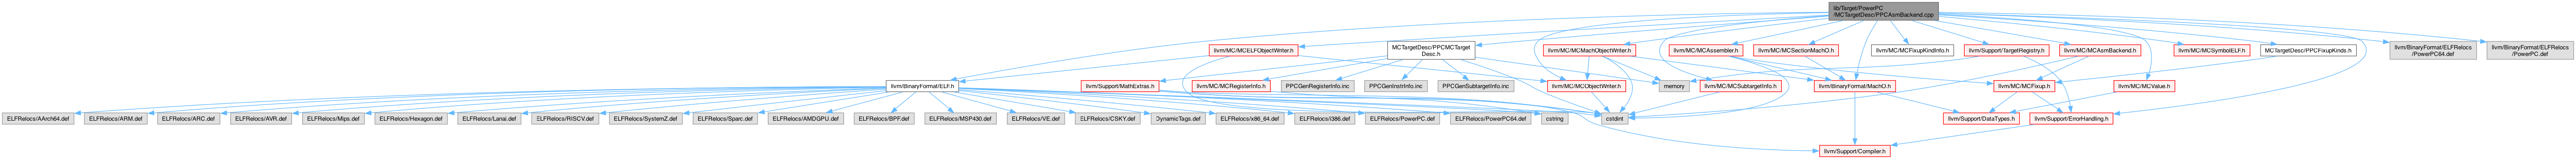 lib/Target/PowerPC
/MCTargetDesc/PPCAsmBackend.cpp
llvm/MC/MCELFObjectWriter.h
MCTargetDesc/PPCMCTarget
Desc.h
llvm/MC/MCMachObjectWriter.h
llvm/MC/MCAssembler.h
llvm/MC/MCSectionMachO.h
llvm/MC/MCFixupKindInfo.h
llvm/Support/TargetRegistry.h
llvm/MC/MCAsmBackend.h
llvm/MC/MCSymbolELF.h
MCTargetDesc/PPCFixupKinds.h
llvm/BinaryFormat/ELFRelocs
/PowerPC64.def
llvm/BinaryFormat/ELFRelocs
/PowerPC.def
llvm/BinaryFormat/ELF.h
llvm/Support/MathExtras.h
llvm/MC/MCRegisterInfo.h
PPCGenRegisterInfo.inc
PPCGenInstrInfo.inc
PPCGenSubtargetInfo.inc
llvm/MC/MCObjectWriter.h
memory
llvm/MC/MCSubtargetInfo.h
llvm/BinaryFormat/MachO.h
llvm/MC/MCFixup.h
llvm/MC/MCValue.h
ELFRelocs/AArch64.def
ELFRelocs/ARM.def
ELFRelocs/ARC.def
ELFRelocs/AVR.def
ELFRelocs/Mips.def
ELFRelocs/Hexagon.def
ELFRelocs/Lanai.def
ELFRelocs/RISCV.def
ELFRelocs/SystemZ.def
ELFRelocs/Sparc.def
ELFRelocs/AMDGPU.def
ELFRelocs/BPF.def
ELFRelocs/MSP430.def
ELFRelocs/VE.def
ELFRelocs/CSKY.def
DynamicTags.def
ELFRelocs/x86_64.def
ELFRelocs/i386.def
ELFRelocs/PowerPC.def
ELFRelocs/PowerPC64.def
cstring
cstdint
llvm/Support/DataTypes.h
llvm/Support/ErrorHandling.h
llvm/Support/Compiler.h